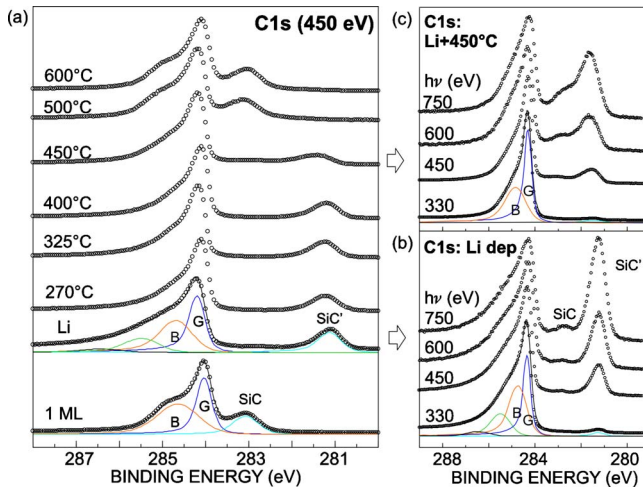 (a)
C1s (450 eV)
600°C
500°C
450°C
400°C
325°C
270°C
Li
B
G
SiC'
1 ML
B
G
SiC
287
285
283
281
BINDING ENERGY (eV)
(c)
C1s:
Li+450°C
hν (eV)
750
600
450
330
B
G
(b)
C1s: Li dep
SiC'
hν (eV)
SiC
750
600
450
330
B
G
288
284
280
BINDING ENERGY (eV)